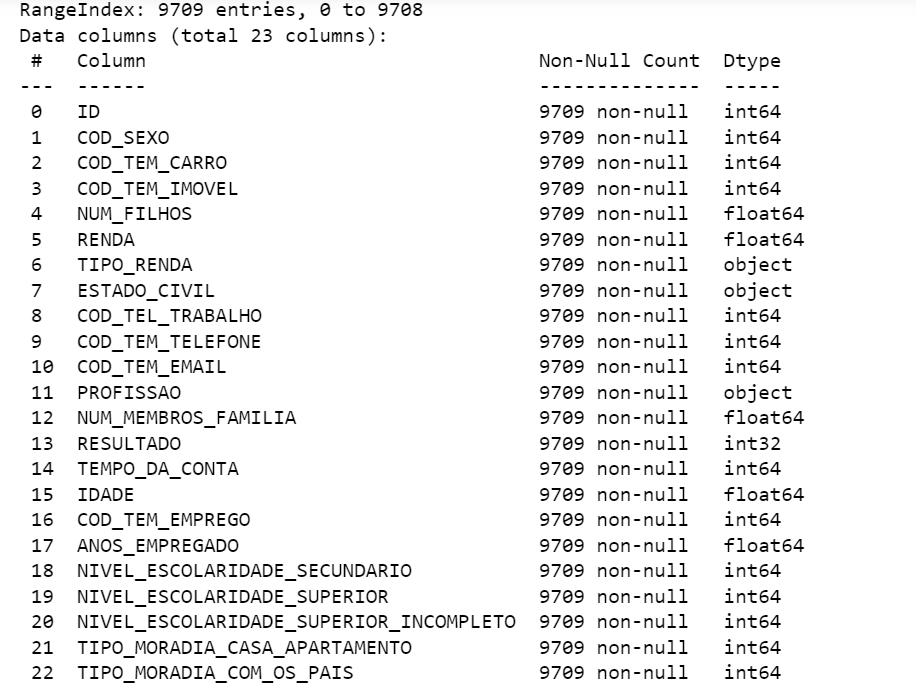 RangeIndex: 9709 entries, 0 to 9708
Data columns (total 23 columns):
 #   Column                                 Non-Null Count  Dtype
---  ------                                 --------------  -----
 0   ID                                     9709 non-null   int64
 1   COD_SEXO                               9709 non-null   int64
 2   COD_TEM_CARRO                          9709 non-null   int64
 3   COD_TEM_IMOVEL                         9709 non-null   int64
 4   NUM_FILHOS                             9709 non-null   float64
 5   RENDA                                  9709 non-null   float64
 6   TIPO_RENDA                             9709 non-null   object
 7   ESTADO_CIVIL                           9709 non-null   object
 8   COD_TEL_TRABALHO                       9709 non-null   int64
 9   COD_TEM_TELEFONE                       9709 non-null   int64
 10  COD_TEM_EMAIL                          9709 non-null   int64
 11  PROFISSAO                              9709 non-null   object
 12  NUM_MEMBROS_FAMILIA                    9709 non-null   float64
 13  RESULTADO                              9709 non-null   int32
 14  TEMPO_DA_CONTA                         9709 non-null   int64
 15  IDADE                                  9709 non-null   float64
 16  COD_TEM_EMPREGO                        9709 non-null   int64
 17  ANOS_EMPREGADO                         9709 non-null   float64
 18  NIVEL_ESCOLARIDADE_SECUNDARIO          9709 non-null   int64
 19  NIVEL_ESCOLARIDADE_SUPERIOR            9709 non-null   int64
 20  NIVEL_ESCOLARIDADE_SUPERIOR_INCOMPLETO 9709 non-null   int64
 21  TIPO_MORADIA_CASA_APARTAMENTO          9709 non-null   int64
 22  TIPO_MORADIA_COM_OS_PAIS               9709 non-null   int64